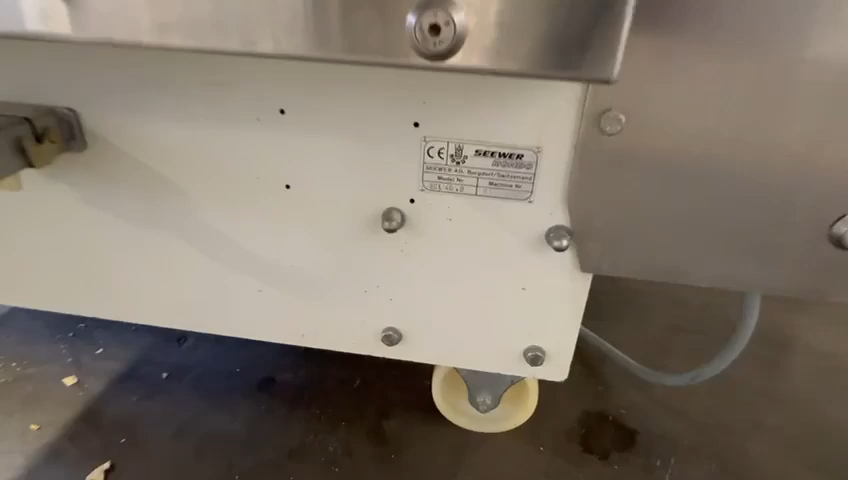 CE SEEWER
RONDO
SEEWER AG, Burgdorf/Switzerland
Model Nr. Machine Nr.